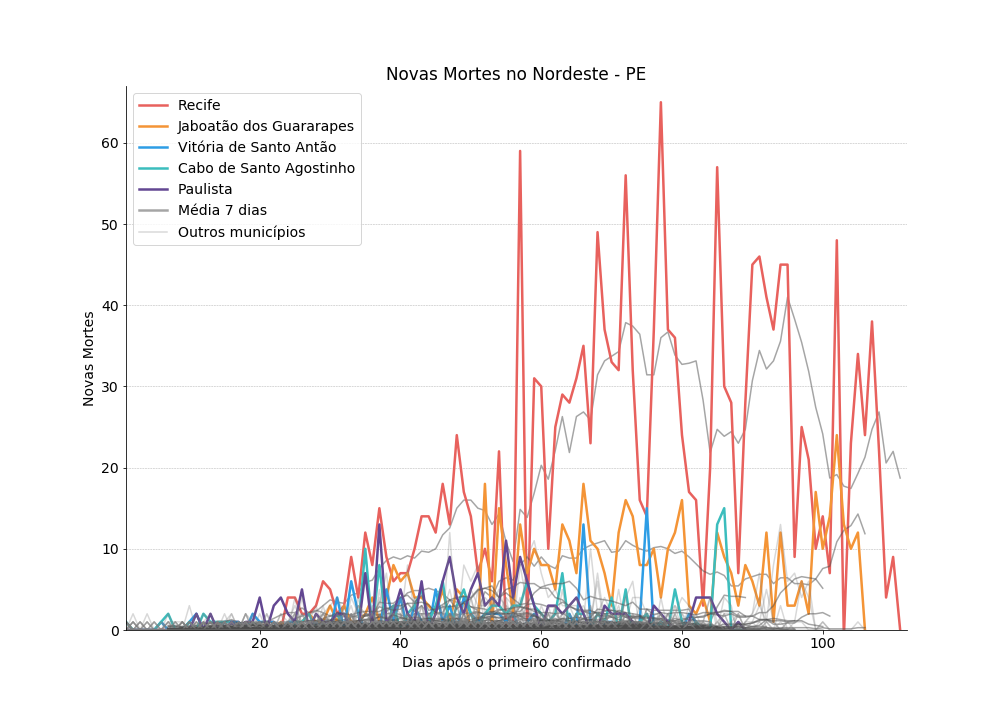 Novas Mortes no Nordeste - PE
Recife
Jaboatão dos Guararapes
Vitória de Santo Antão
Cabo de Santo Agostinho
Paulista
Média 7 dias
Outros municípios
Novas Mortes
60
50
40
30
20
10
0
20 40 60 80 100
Dias após o primeiro confirmado